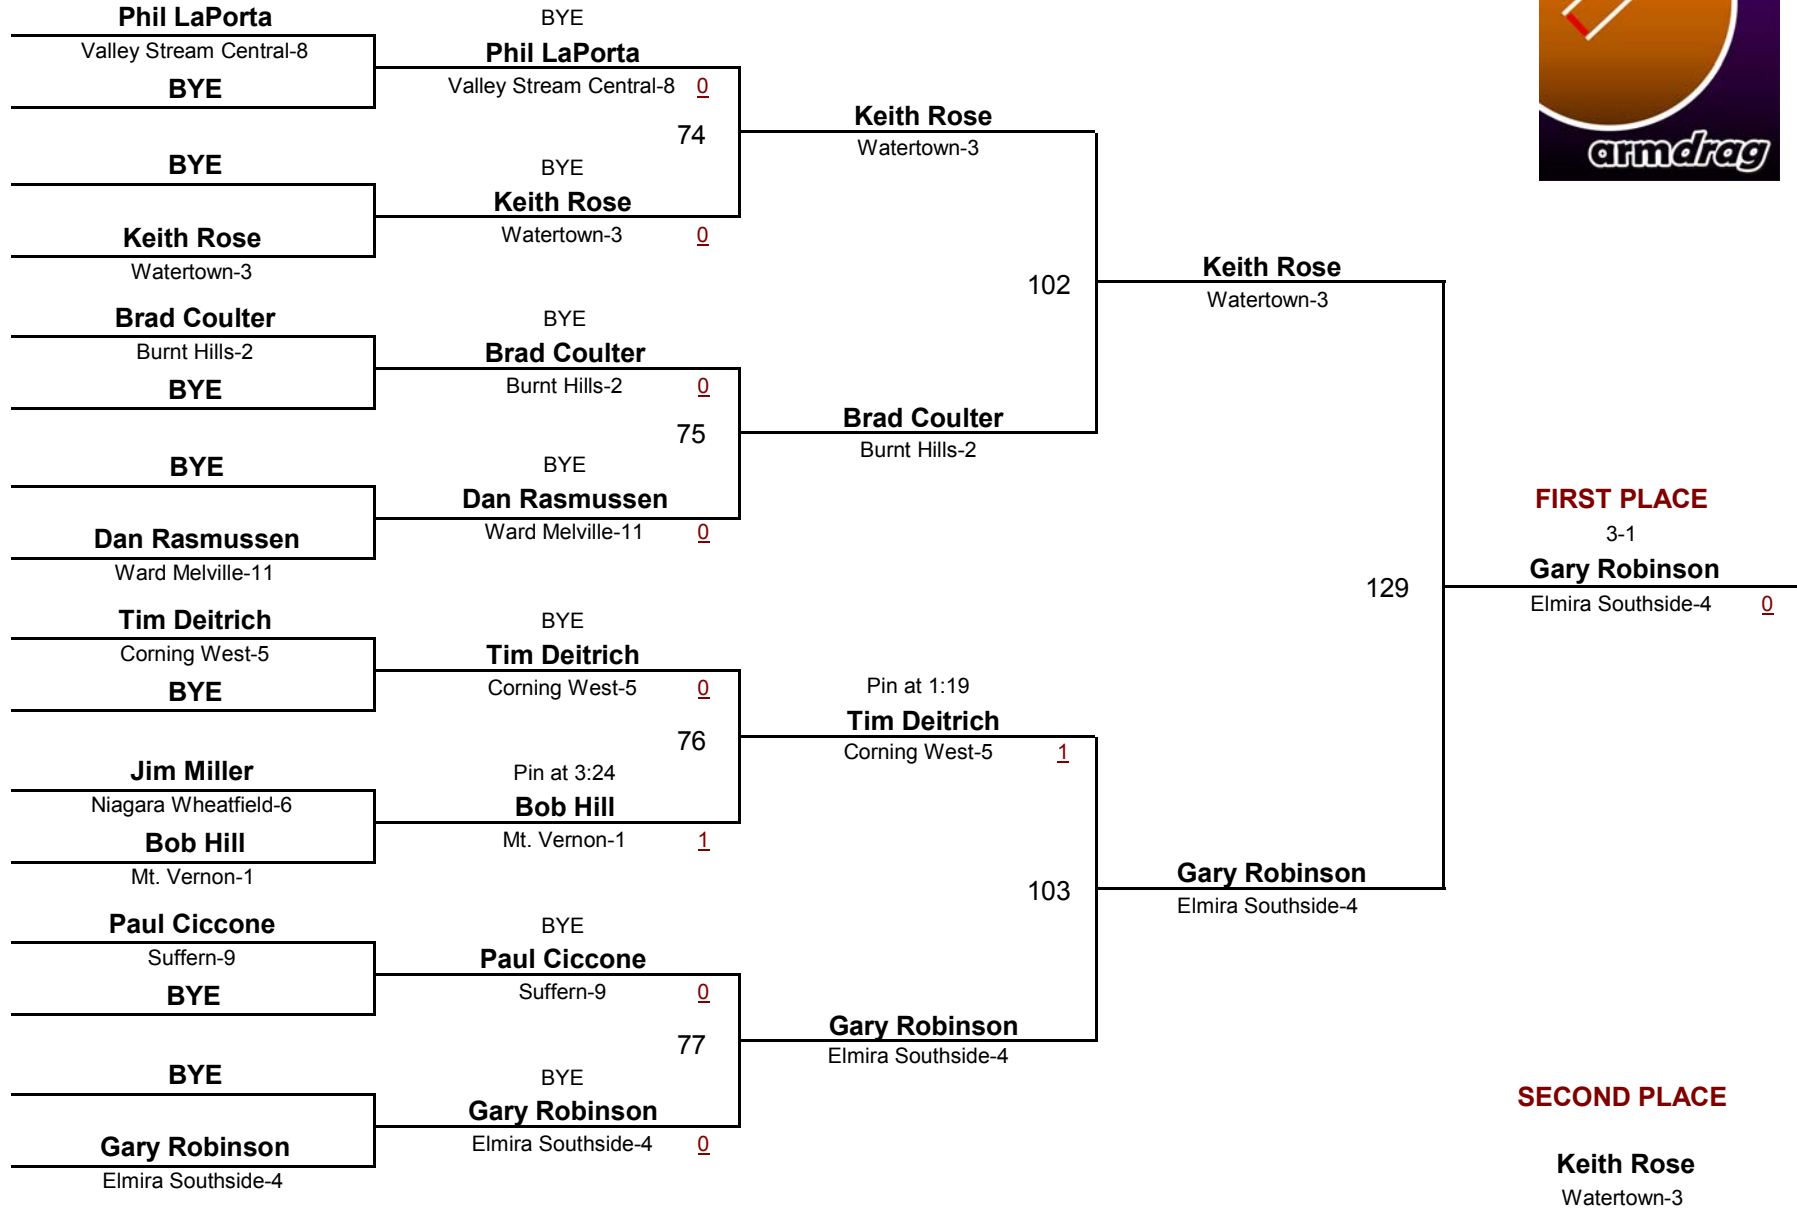 Phil LaPorta
Valley Stream Central-8
BYE
BYE
Keith Rose
Watertown-3
Brad Coulter
Burnt Hills-2
BYE
BYE
Dan Rasmussen
Ward Melville-11
Tim Deitrich
Corning West-5
BYE
Jim Miller
Niagara Wheatfield-6
Bob Hill
Mt. Vernon-1
Paul Ciccone
Suffern-9
BYE
BYE
Gary Robinson
Elmira Southside-4
BYE
Phil LaPorta
Valley Stream Central-8 0
74
BYE
Keith Rose
Watertown-3 0
BYE
Brad Coulter
Burnt Hills-2 0
75
BYE
Dan Rasmussen
Ward Melville-11 0
BYE
Tim Deitrich
Corning West-5 0
76
Pin at 3:24
Bob Hill
Mt. Vernon-1 1
BYE
Paul Ciccone
Suffern-9 0
77
BYE
Gary Robinson
Elmira Southside-4 0
Keith Rose
Watertown-3
102
Brad Coulter
Burnt Hills-2
Pin at 1:19
Tim Deitrich
Corning West-5 1
103
Gary Robinson
Elmira Southside-4
Keith Rose
Watertown-3
129
Gary Robinson
Elmira Southside-4
armdrag
FIRST PLACE
3-1
Gary Robinson
Elmira Southside-4 0
SECOND PLACE
Keith Rose
Watertown-3